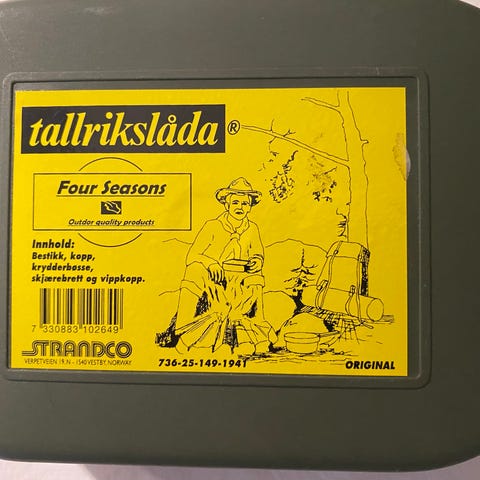 tallrikslåda®
Four Seasons
Outdor quality products
Innhold:
Bestikk, kopp,
krydderbøsse,
skjærebrett og vippkopp.
7 330883 102649
STRANDCO
VERPETVEIEN 19, N - 1540 VESTBY, NORWAY.
736-25-149-1941
ORIGINAL